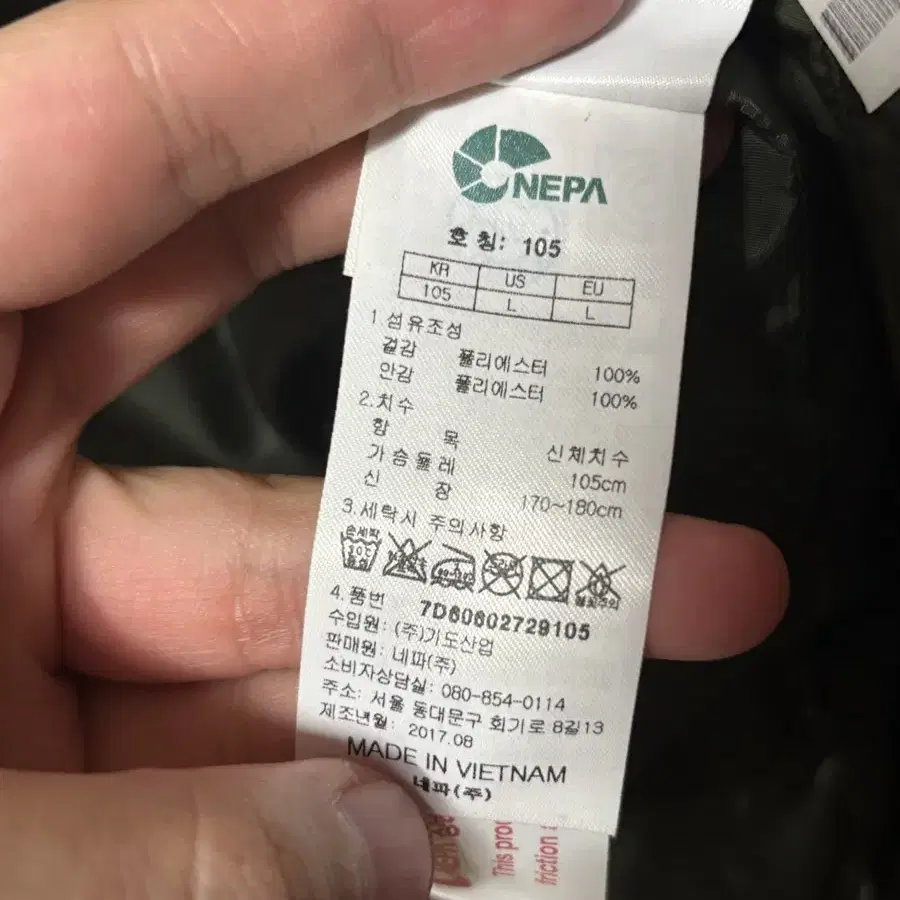 NEPA
호 칭: 105
KR US EU
105 L L
1.섬유조성
겉감 폴리에스터 100%
안감 폴리에스터 100%
2.치수
항 목 신체치수
가슴둘레 105cm
신 장 170~180cm
3.세탁시 주의사항
손세탁
4.품번 7D60602729105
수입원: (주)기도산업
판매원: 네파(주)
소비자상담실: 080-854-0114
주소: 서울 동대문구 회기로 8길13
제조년월: 2017.08
MADE IN VIETNAM
네파(주)
This
friction